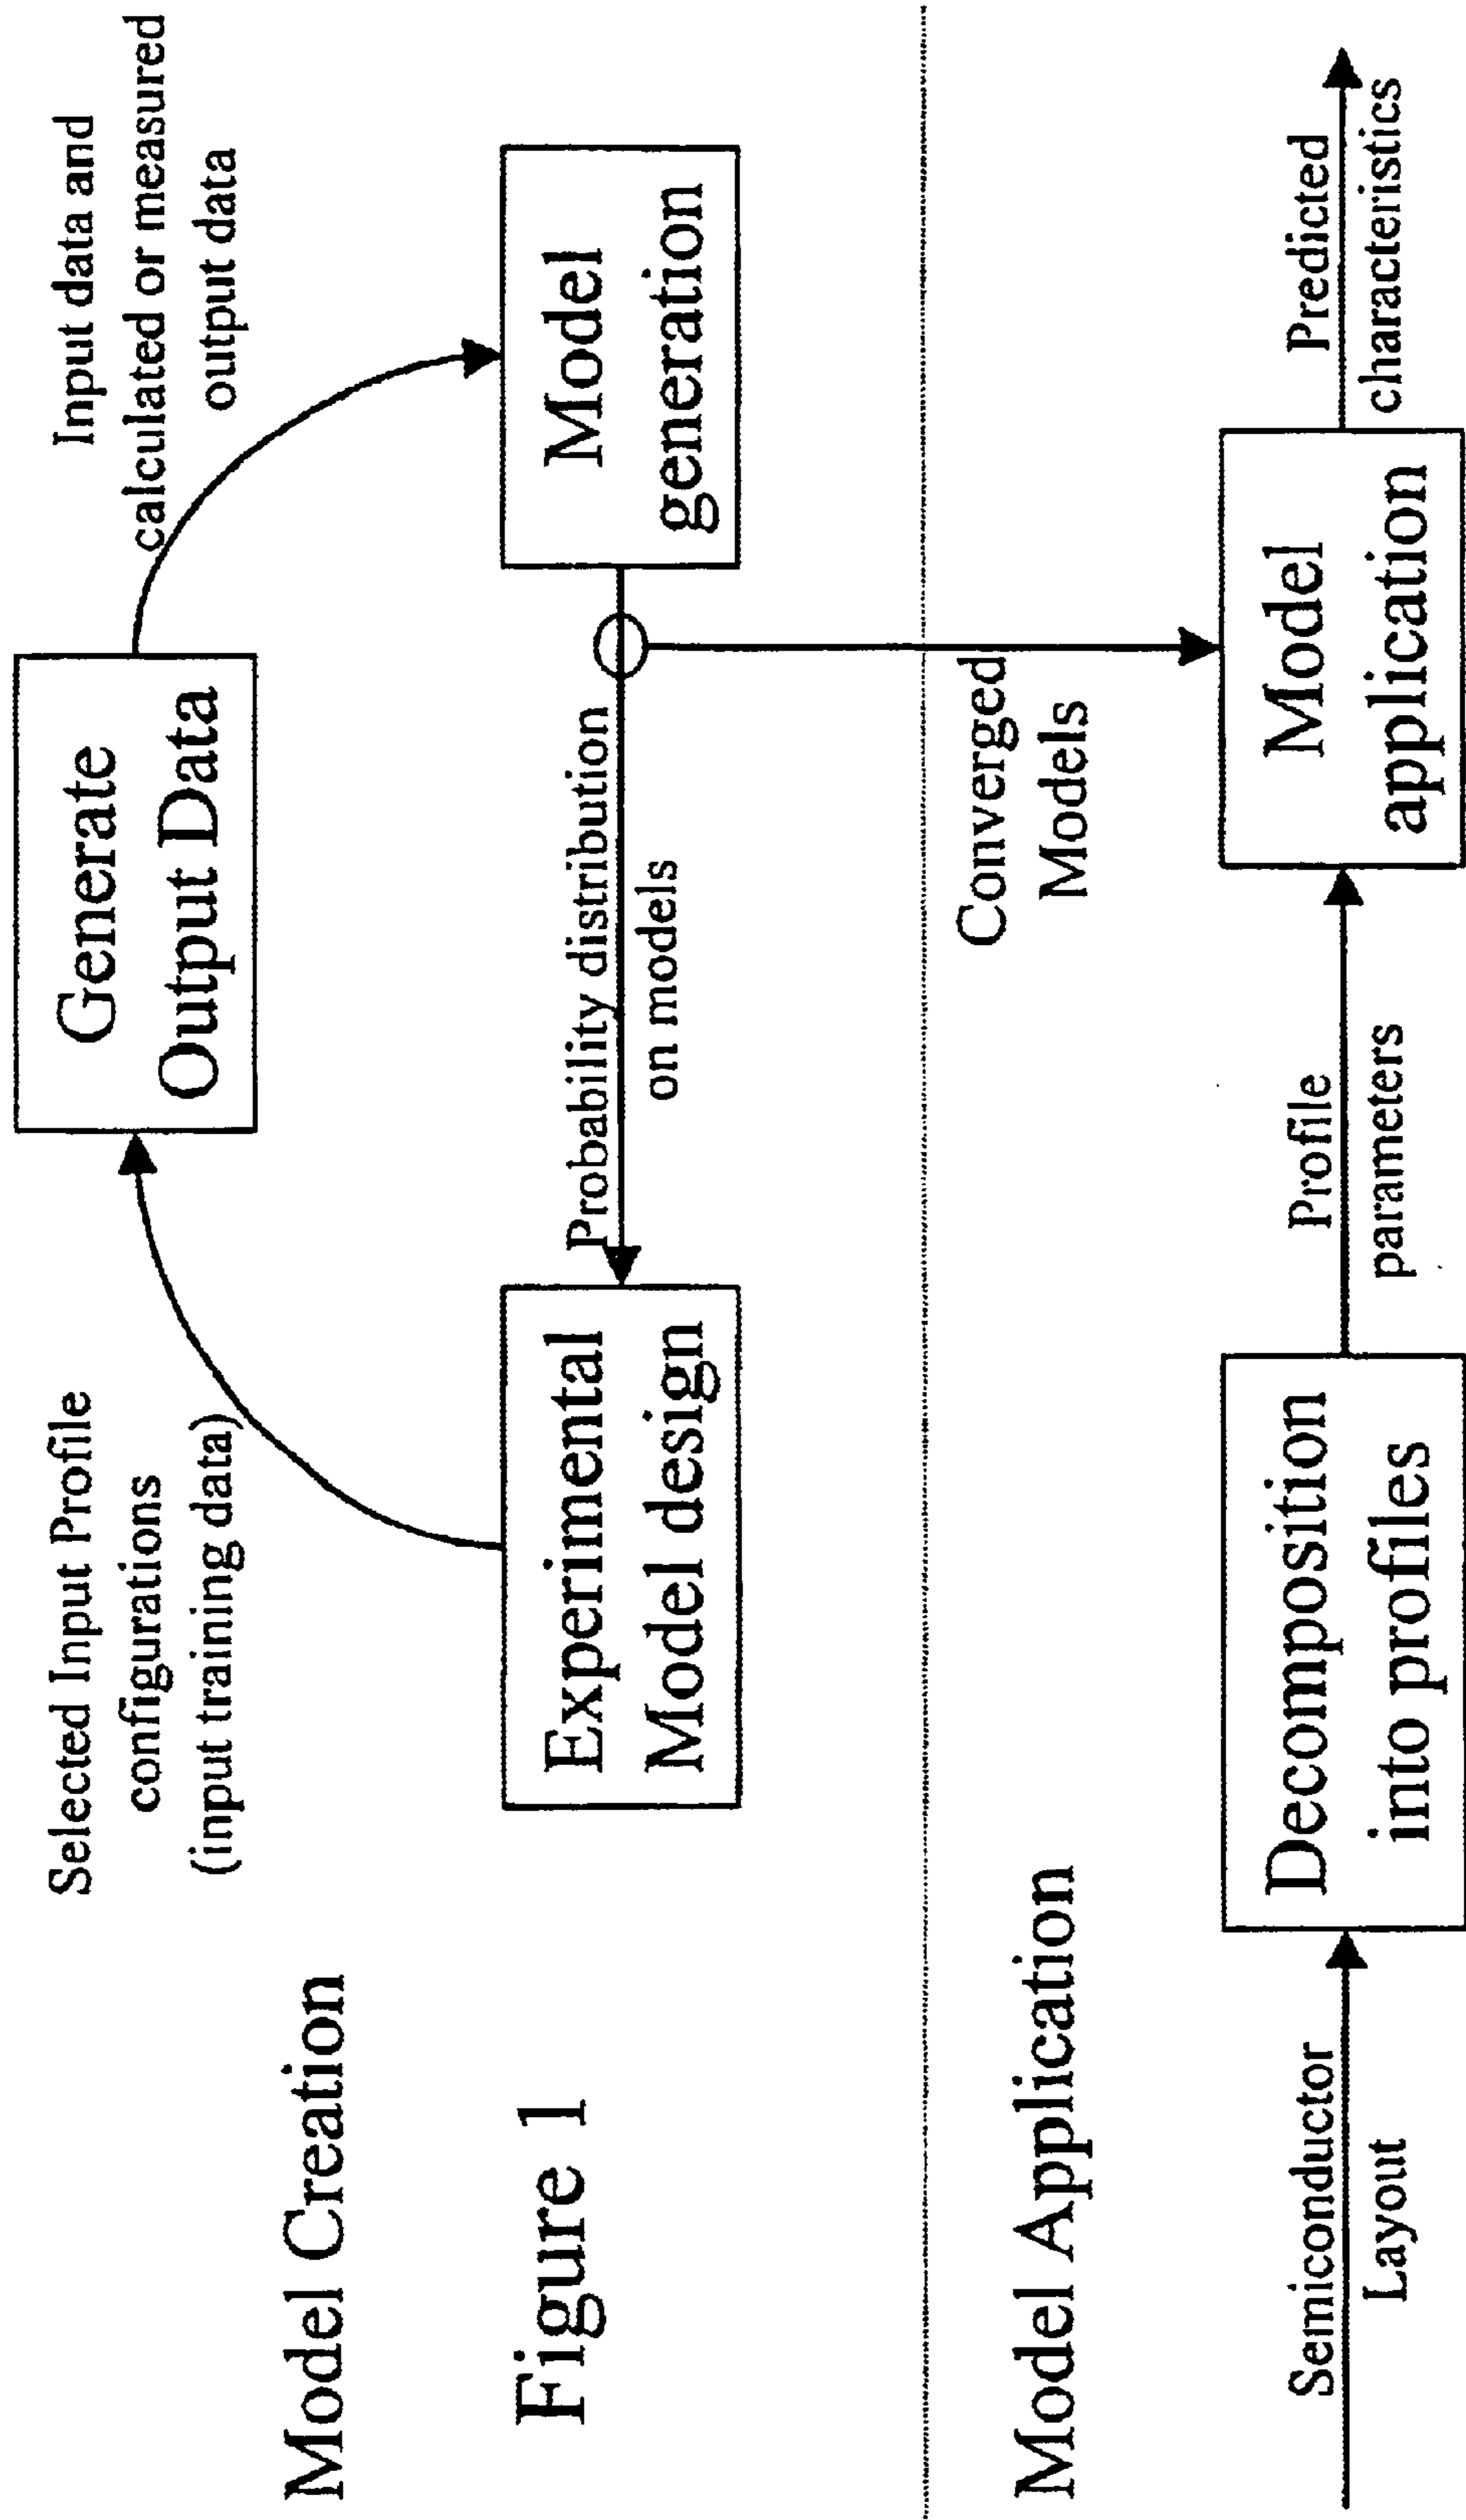 Model Creation
Figure 1
Selected Input Profile
configurations
(input training data)
Generate
Output Data
Input data and
calculated or measured
output data
Experimental
Model design
Probability distribution
on models
Model
generation
Converged
Models
Model Application
Semiconductor
Layout
Decomposition
into profiles
Profile
parameters
Model
application
Predicted
characteristics